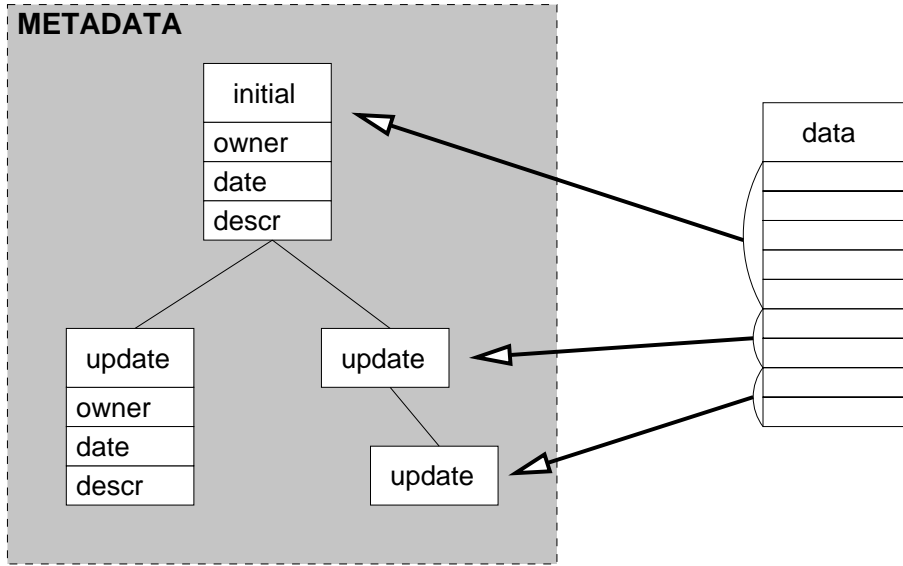 METADATA
initial
owner
date
descr
data
update
owner
date
descr
update
update